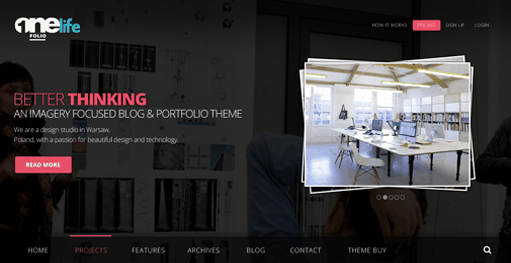 onelife
FOLIO
HOW IT WORKS PRICING SIGN UP LOGIN
BETTER THINKING
AN IMAGERY FOCUSED BLOG & PORTFOLIO THEME
We are a design studio in Warsaw,
Poland, with a passion for beautiful design and technology.
READ MORE
HOME PROJECTS FEATURES ARCHIVES BLOG CONTACT THEME BUY